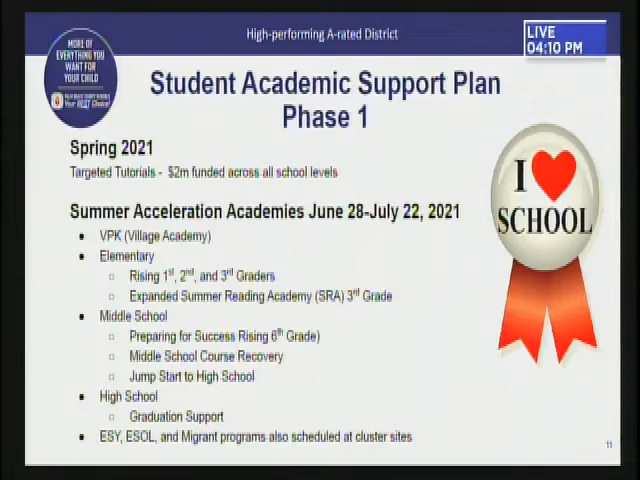 High-performing A-rated District
LIVE
04:10 PM
MORE OF
EVERYTHING YOU
WANT FOR
YOUR CHILD
Your BEST Choice!
Student Academic Support Plan
Phase 1
Spring 2021
Targeted Tutorials - $2m funded across all school levels
I ❤ SCHOOL
Summer Acceleration Academies June 28-July 22, 2021
• VPK (Village Academy)
• Elementary
○ Rising 1st, 2nd, and 3rd Graders
○ Expanded Summer Reading Academy (SRA) 3rd Grade
• Middle School
○ Preparing for Success Rising 6th Grade)
○ Middle School Course Recovery
○ Jump Start to High School
• High School
○ Graduation Support
• ESY, ESOL, and Migrant programs also scheduled at cluster sites
11